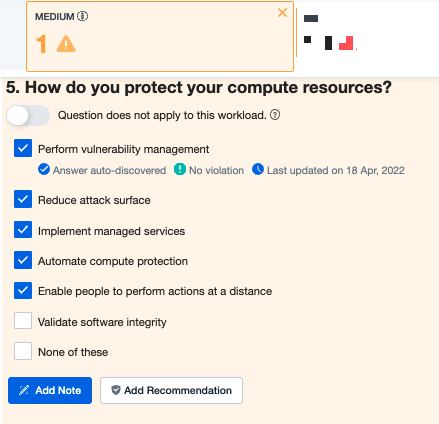 MEDIUM
1
5. How do you protect your compute resources?
Question does not apply to this workload.
Perform vulnerability management
Answer auto-discovered No violation Last updated on 18 Apr, 2022
Reduce attack surface
Implement managed services
Automate compute protection
Enable people to perform actions at a distance
Validate software integrity
None of these
Add Note Add Recommendation